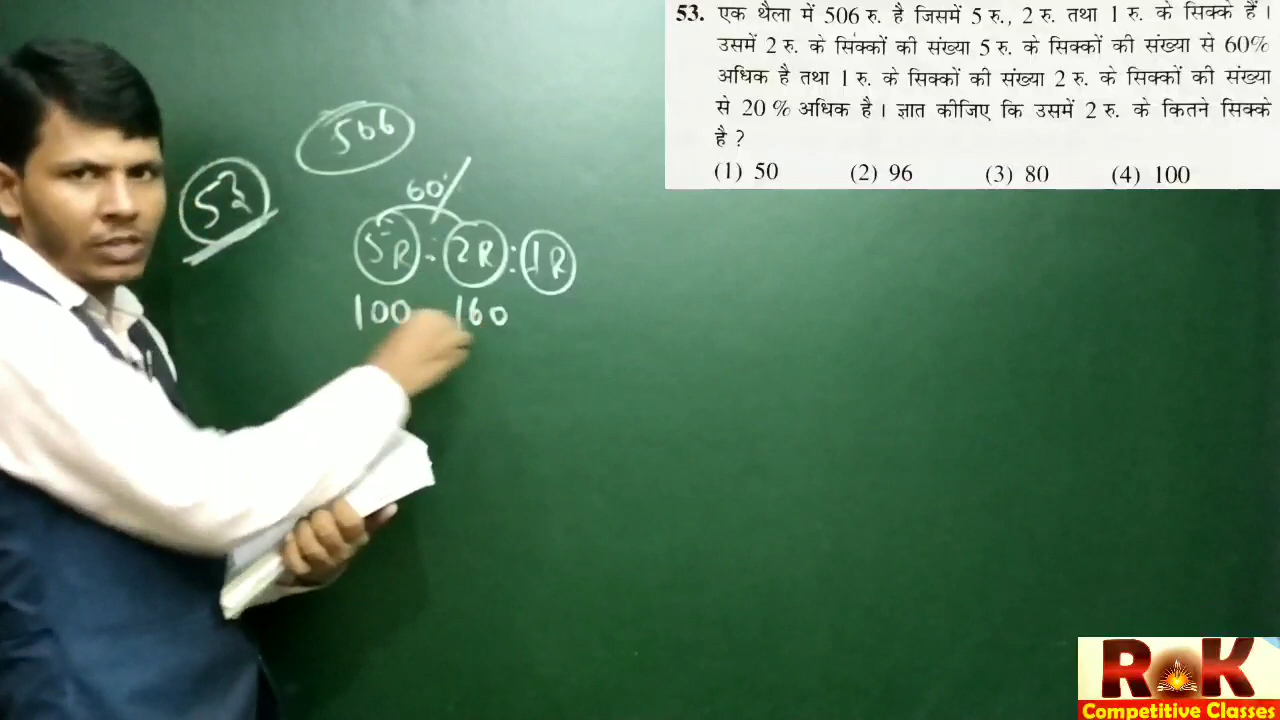 53. एक थैला में 506 रु. है जिसमें 5 रु., 2 रु. तथा 1 रु. के सिक्के हैं ।
उसमें 2 रु. के सिक्कों की संख्या 5 रु. के सिक्कों की संख्या से 60%
अधिक है तथा 1 रु. के सिक्कों की संख्या 2 रु. के सिक्कों की संख्या
से 20 % अधिक है । ज्ञात कीजिए कि उसमें 2 रु. के कितने सिक्के
है ?
(1) 50 (2) 96 (3) 80 (4) 100
506
53
60%
5R : 2R : 1R
100 160
ROK
Competitive Classes